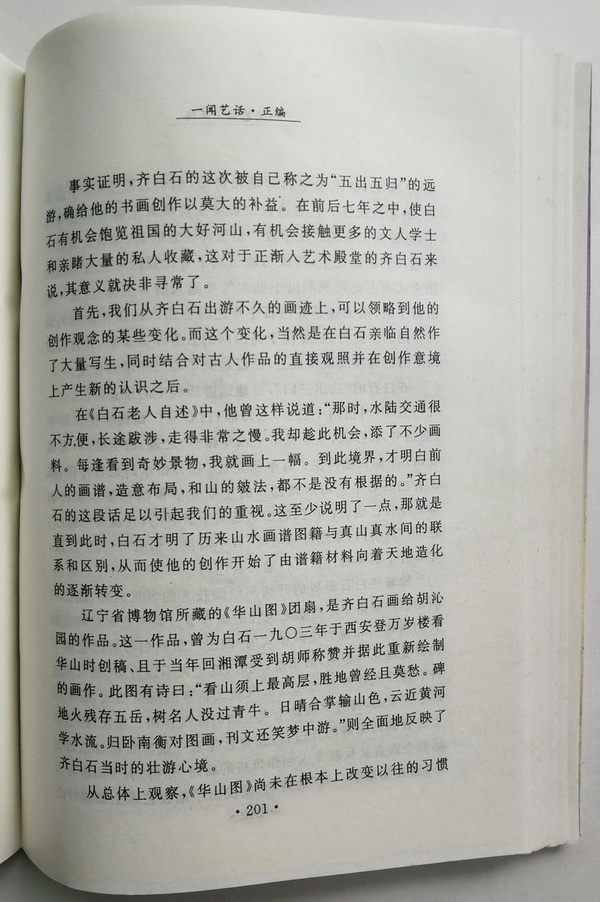 一闻艺话·正编
事实证明，齐白石的这次被自己称之为“五出五归”的远
游，确给他的书画创作以莫大的补益。在前后七年之中，使白
石有机会饱览祖国的大好河山，有机会接触更多的文人学士
和亲睹大量的私人收藏，这对于正渐入艺术殿堂的齐白石来
说，其意义就决非寻常了。
首先，我们从齐白石出游不久的画迹上，可以领略到他的
创作观念的某些变化。而这个变化，当然是在白石亲临自然作
了大量写生，同时结合对古人作品的直接观照并在创作意境
上产生新的认识之后。
在《白石老人自述》中，他曾这样说道：“那时，水陆交通很
不方便，长途跋涉，走得非常之慢。我却趁此机会，添了不少画
料。每逢看到奇妙景物，我就画上一幅。到此境界，才明白前
人的画谱，造意布局，和山的皴法，都不是没有根据的。”齐白
石的这段话足以引起我们的重视。这至少说明了一点，那就是
直到此时，白石才明了历来山水画谱图籍与真山真水间的联
系和区别，从而使他的创作开始了由谱籍材料向着天地造化
的逐渐转变。
辽宁省博物馆所藏的《华山图》团扇，是齐白石画给胡沁
园的作品。这一作品，曾为白石一九〇三年于西安登万岁楼看
华山时创稿、且于当年回湘潭受到胡师称赞并据此重新绘制
的画作。此图有诗曰：“看山须上最高层，胜地曾经且莫愁。碑
地火残存五岳，树名人没过青牛。日晴合掌输山色，云近黄河
学水流。归卧南衡对图画，刊文还笑梦中游。”则全面地反映了
齐白石当时的壮游心境。
从总体上观察，《华山图》尚未在根本上改变以往的习惯
·201·